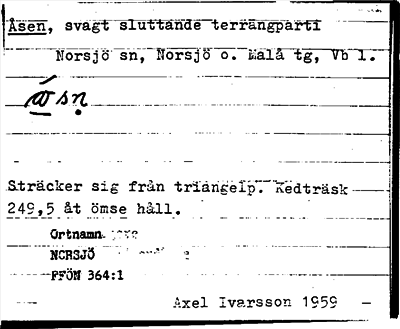 Åsen, svagt sluttande terrängparti
Norsjö sn, Norsjö o. Malå tg, Vb l.
Sträcker sig från triangelp. Kedträsk
249,5 åt ömse håll.
Ortnamn
NORSJÖ
FFÖN 364:1
Axel Ivarsson 1959